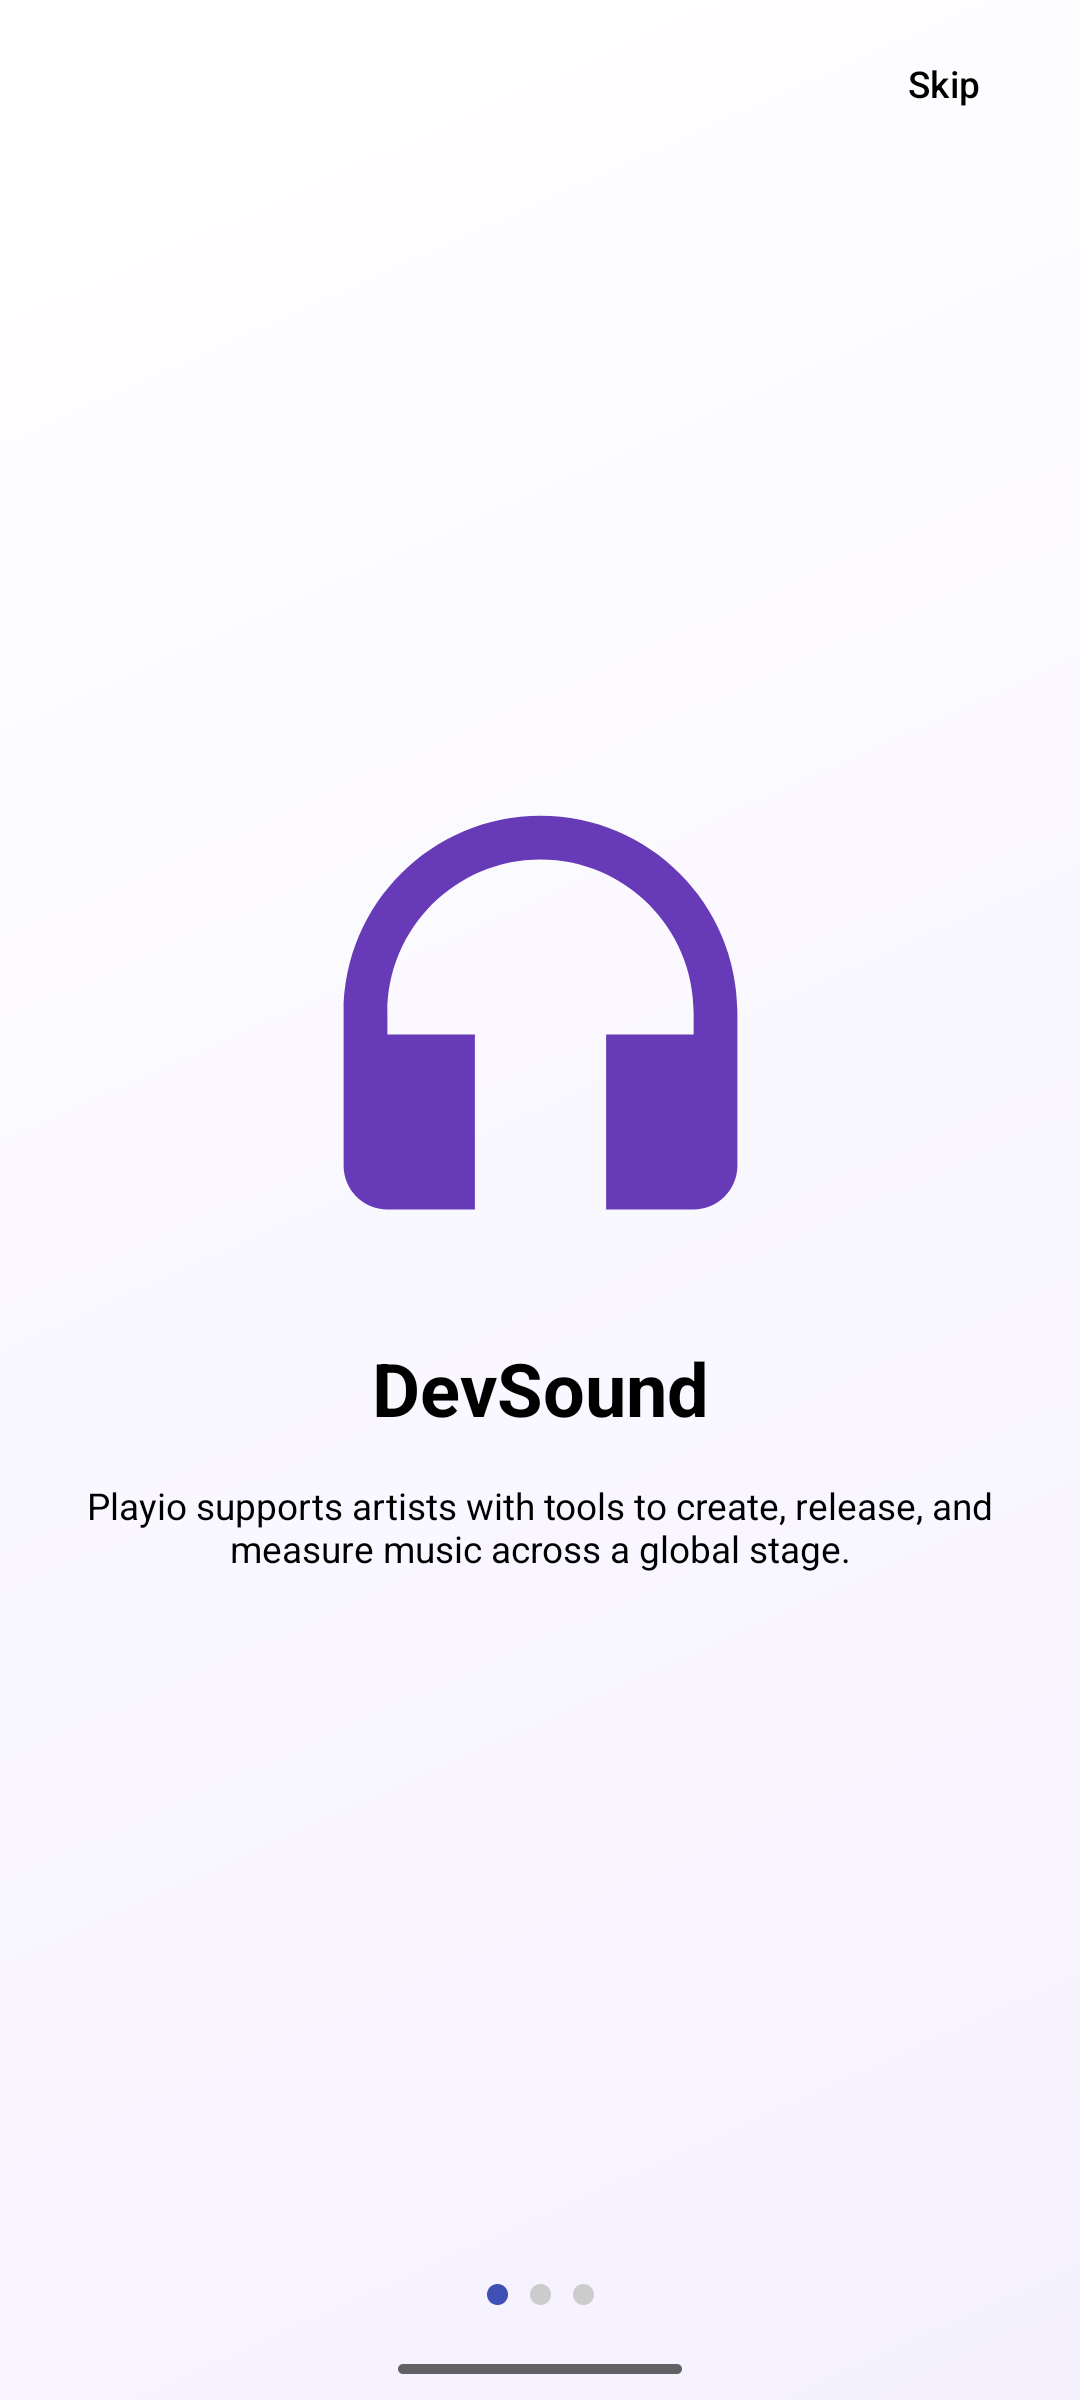 Skip
DevSound
Playio supports artists with tools to create, release, and
measure music across a global stage.